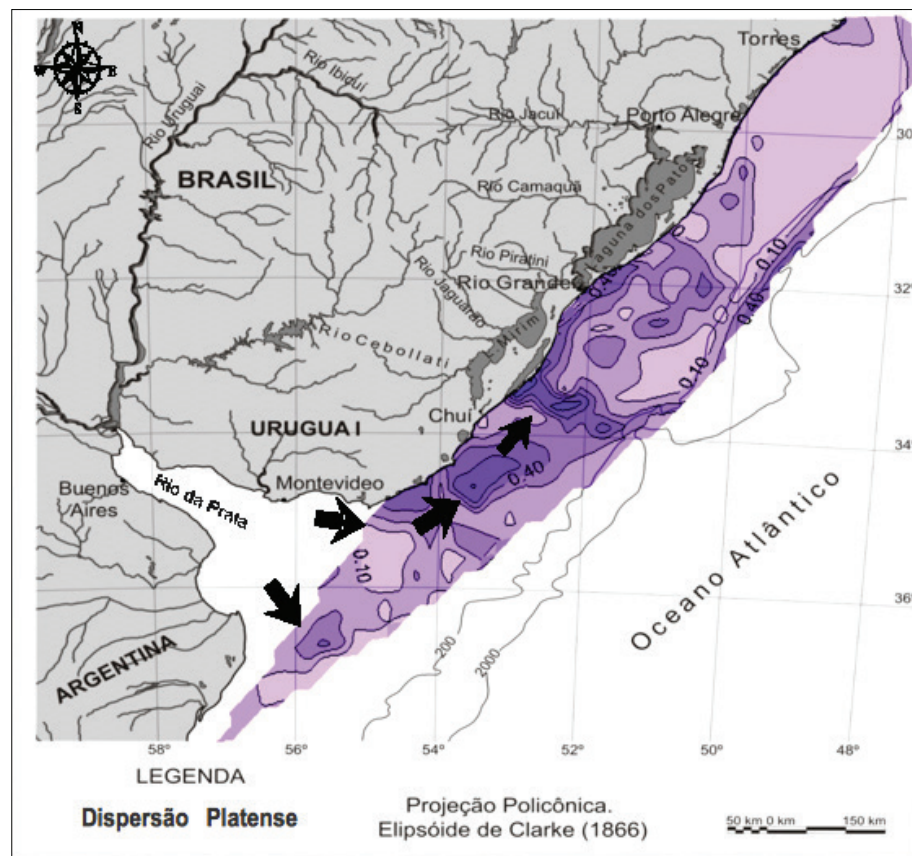 N
W E
S
Torres
Rio Ibicuí
Rio Uruguai
Rio Jacuí
Porto Alegre
30°
BRASIL
Rio Camaquã
Laguna dos Patos
Rio Piratini
Rio Grande
0.40
0.10
0.40
32°
Rio Jaguarão
L. Mirim
Rio Cebollati
0.10
Chuí
URUGUAI
34°
0.40
Montevideo
Buenos
Aires
Rio da Prata
0.10
Oceano Atlântico
36°
ARGENTINA
200
2000
58° 56° 54° 52° 50° 48°
LEGENDA
Dispersão Platense
Projeção Policônica.
Elipsóide de Clarke (1866)
50 km 0 km 150 km